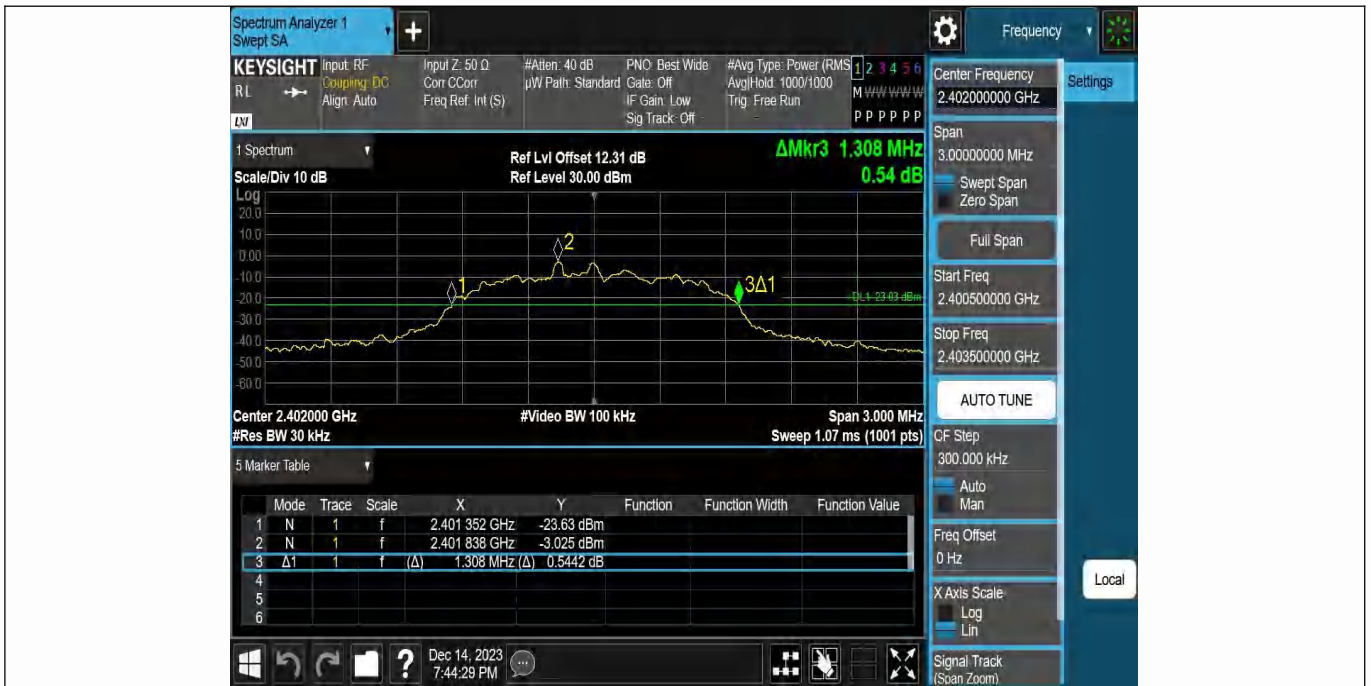 Spectrum Analyzer 1
Swept SA
+
Frequency
KEYSIGHT
RL
LXI
Input: RF
Coupling: DC
Align: Auto
Input Z: 50 Ω
Corr CCorr
Freq Ref: Int (S)
#Atten: 40 dB
µW Path: Standard
PNO: Best Wide
Gate: Off
IF Gain: Low
Sig Track: Off
#Avg Type: Power (RMS
Avg|Hold: 1000/1000
Trig: Free Run
1 2 3 4 5 6
M W W W W W
P P P P P P
1 Spectrum
Scale/Div 10 dB
Ref Lvl Offset 12.31 dB
Ref Level 30.00 dBm
ΔMkr3 1.308 MHz
0.54 dB
Log
20.0
10.0
0.00
-10.0
-20.0
-30.0
-40.0
-50.0
-60.0
1
2
3Δ1
DL1 -23.03 dBm
Center 2.402000 GHz
#Video BW 100 kHz
Span 3.000 MHz
#Res BW 30 kHz
Sweep 1.07 ms (1001 pts)
5 Marker Table
Mode Trace Scale X Y Function Function Width Function Value
1 N 1 f 2.401 352 GHz -23.63 dBm
2 N 1 f 2.401 838 GHz -3.025 dBm
3 Δ1 1 f (Δ) 1.308 MHz (Δ) 0.5442 dB
4
5
6
?
Dec 14, 2023
7:44:29 PM
Center Frequency
2.402000000 GHz
Settings
Span
3.00000000 MHz
Swept Span
Zero Span
Full Span
Start Freq
2.400500000 GHz
Stop Freq
2.403500000 GHz
AUTO TUNE
CF Step
300.000 kHz
Auto
Man
Freq Offset
0 Hz
X Axis Scale
Log
Lin
Local
Signal Track
(Span Zoom)